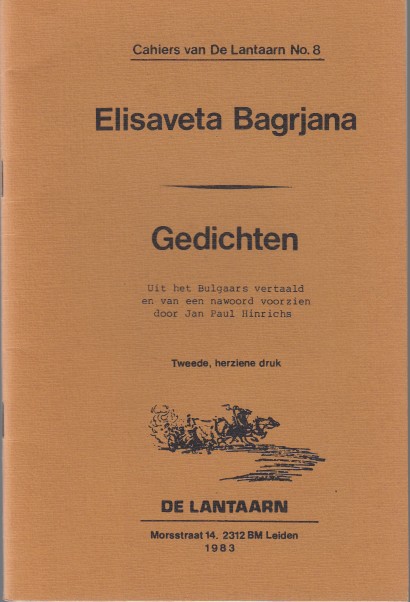 Cahiers van De Lantaarn No. 8
Elisaveta Bagrjana
Gedichten
Uit het Bulgaars vertaald
en van een nawoord voorzien
door Jan Paul Hinrichs
Tweede, herziene druk
DE LANTAARN
Morsstraat 14. 2312 BM Leiden
1983